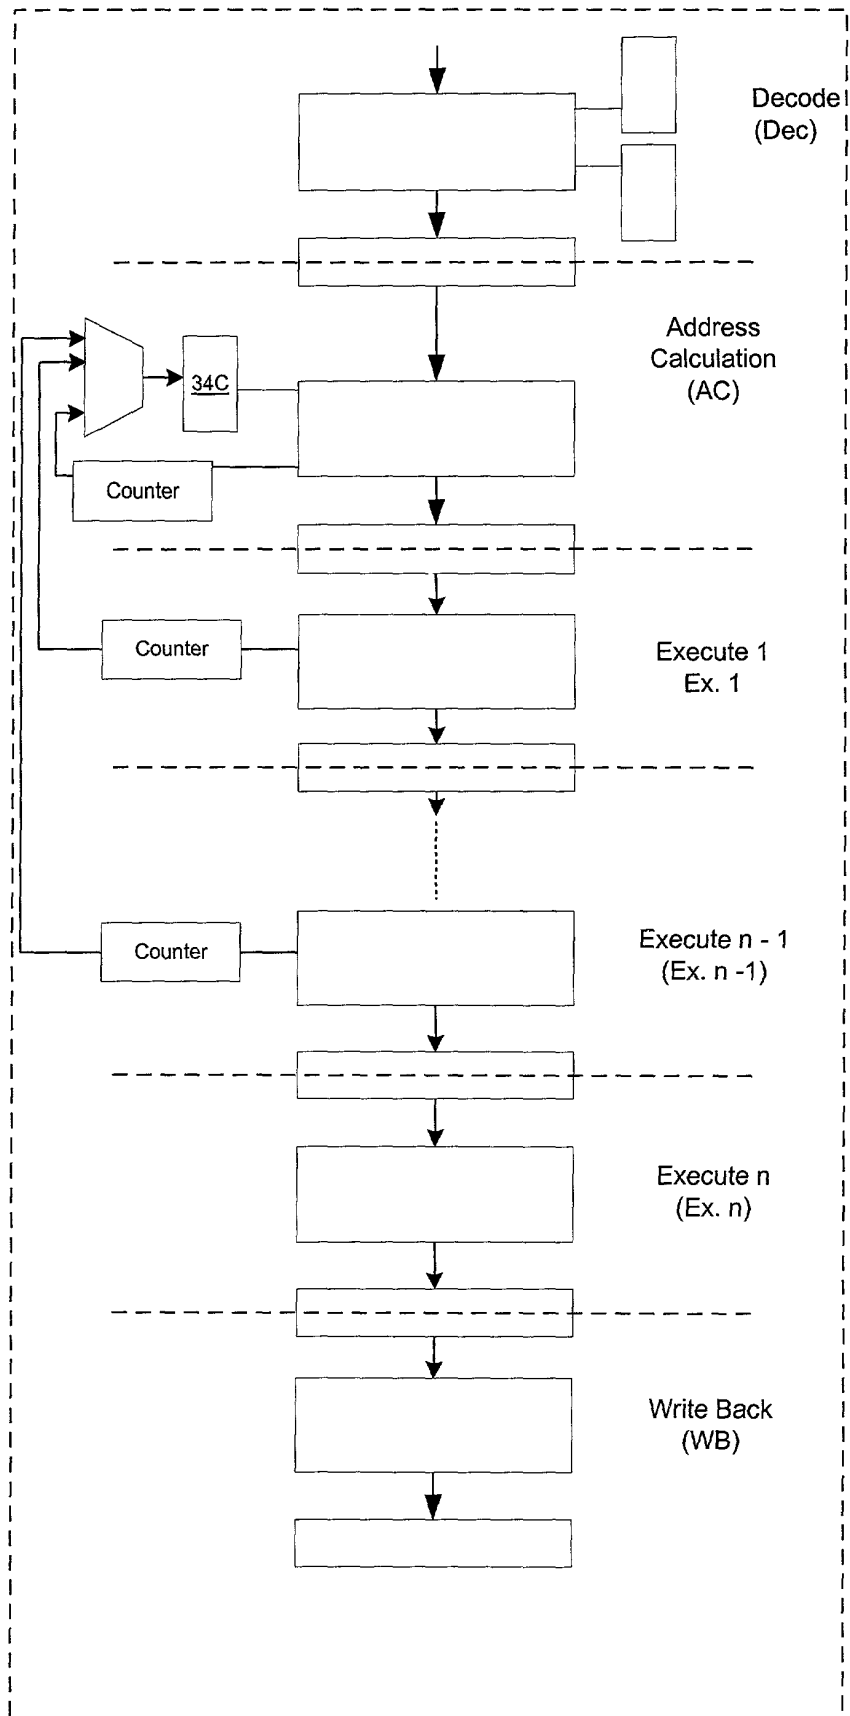 Decode
(Dec)
Address
Calculation
(AC)
34C
Counter
Counter
Execute 1
Ex. 1
Counter
Execute n - 1
(Ex. n -1)
Execute n
(Ex. n)
Write Back
(WB)